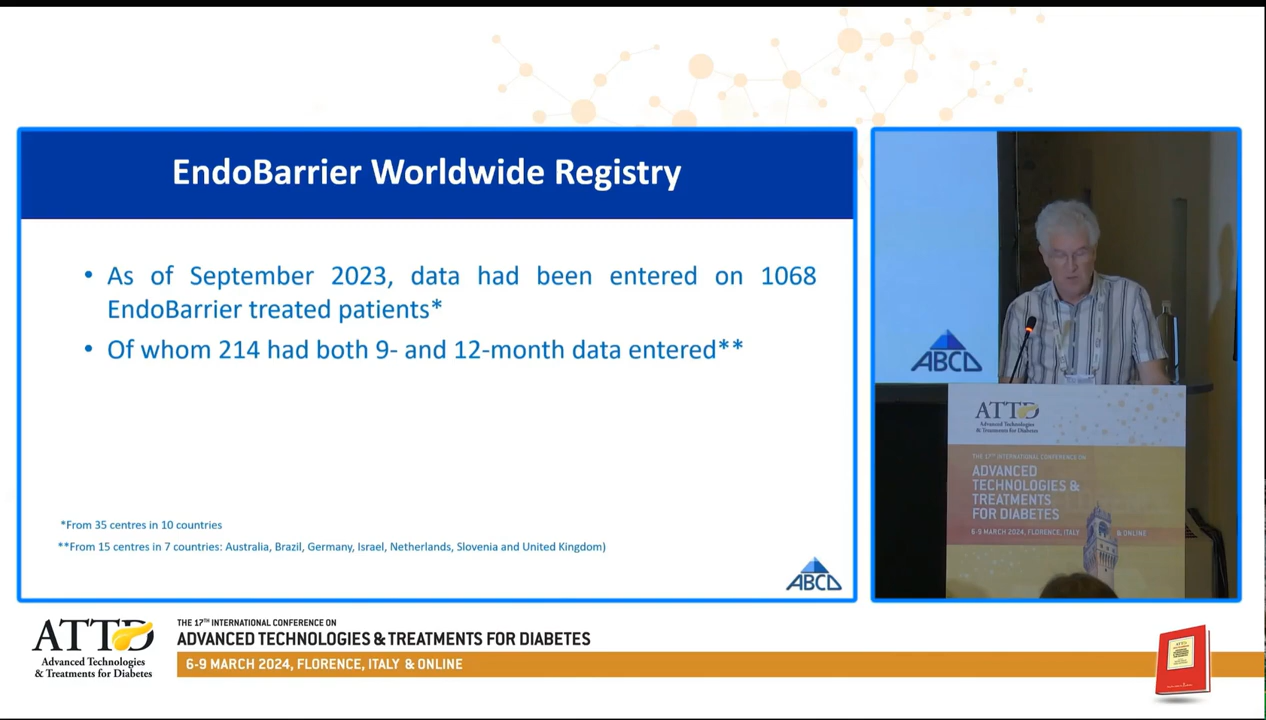 EndoBarrier Worldwide Registry
• As of September 2023, data had been entered on 1068
EndoBarrier treated patients*
• Of whom 214 had both 9- and 12-month data entered**
*From 35 centres in 10 countries
**From 15 centres in 7 countries: Australia, Brazil, Germany, Israel, Netherlands, Slovenia and United Kingdom)
ABCD
ABCD
ATTD
Advanced Technologies
& Treatments for Diabetes
THE 17TH INTERNATIONAL CONFERENCE ON
ADVANCED
TECHNOLOGIES &
TREATMENTS
FOR DIABETES
6-9 MARCH 2024, FLORENCE, ITALY & ONLINE
ATTD
Advanced Technologies
& Treatments for Diabetes
THE 17TH INTERNATIONAL CONFERENCE ON
ADVANCED TECHNOLOGIES & TREATMENTS FOR DIABETES
6-9 MARCH 2024, FLORENCE, ITALY & ONLINE